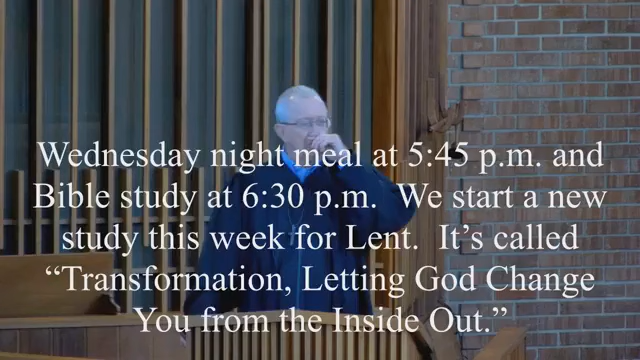 Wednesday night meal at 5:45 p.m. and
Bible study at 6:30 p.m.  We start a new
study this week for Lent.  It’s called
“Transformation, Letting God Change
You from the Inside Out.”